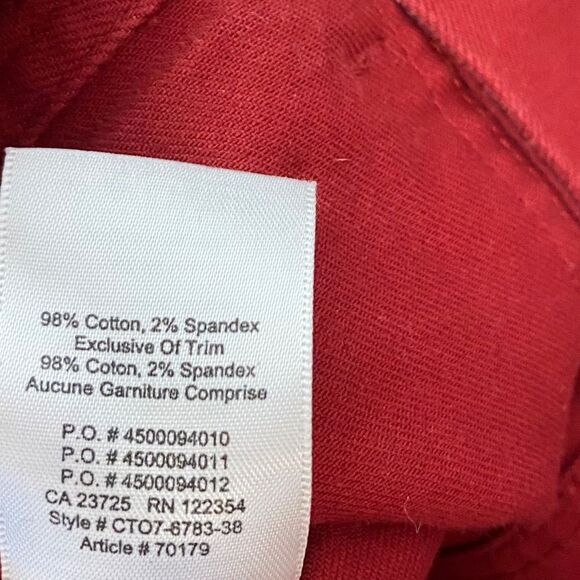 98% Cotton, 2% Spandex
Exclusive Of Trim
98% Coton, 2% Spandex
Aucune Garniture Comprise
P.O. # 4500094010
P.O. # 4500094011
P.O. # 4500094012
CA 23725 RN 122354
Style # CTO7-6783-38
Article # 70179